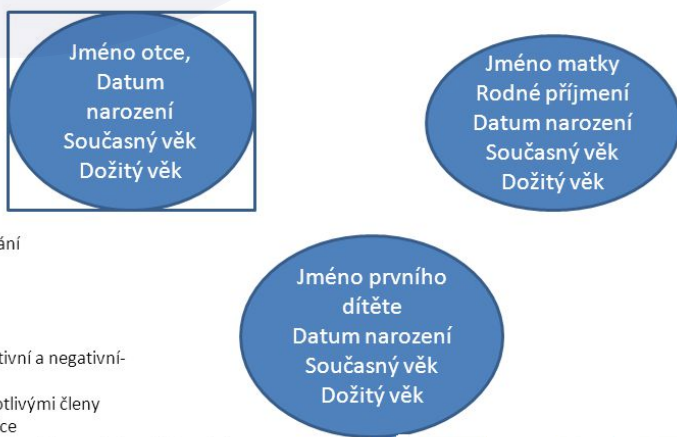 Jméno otce,
Datum
narození
Současný věk
Dožitý věk
Jméno matky
Rodné příjmení
Datum narození
Současný věk
Dožitý věk
Jméno prvního
dítěte
Datum narození
Současný věk
Dožitý věk
ání
tivní a negativní-
otlivými členy
ce